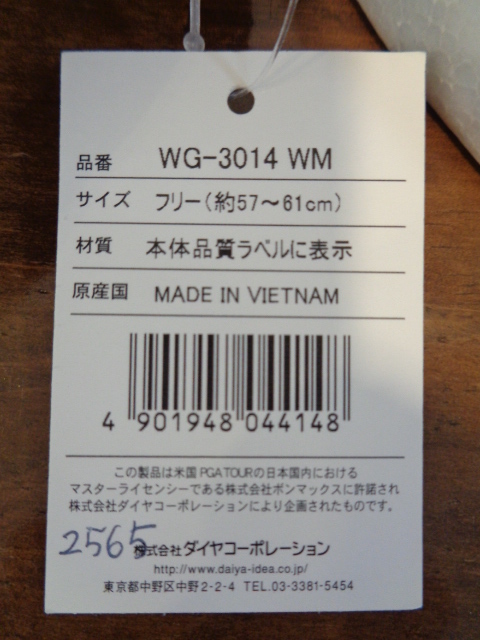 品番 WG-3014 WM
サイズ フリー(約57〜61cm)
材質 本体品質ラベルに表示
原産国 MADE IN VIETNAM
4 901948 044148
この製品は米国PGA TOURの日本国内における
マスターライセンシーである株式会社ボンマックスに許諾され
株式会社ダイヤコーポレーションにより企画されたものです。
2565
株式会社ダイヤコーポレーション
http://www.daiya-idea.co.jp/
東京都中野区中野2-2-4 TEL.03-3381-5454